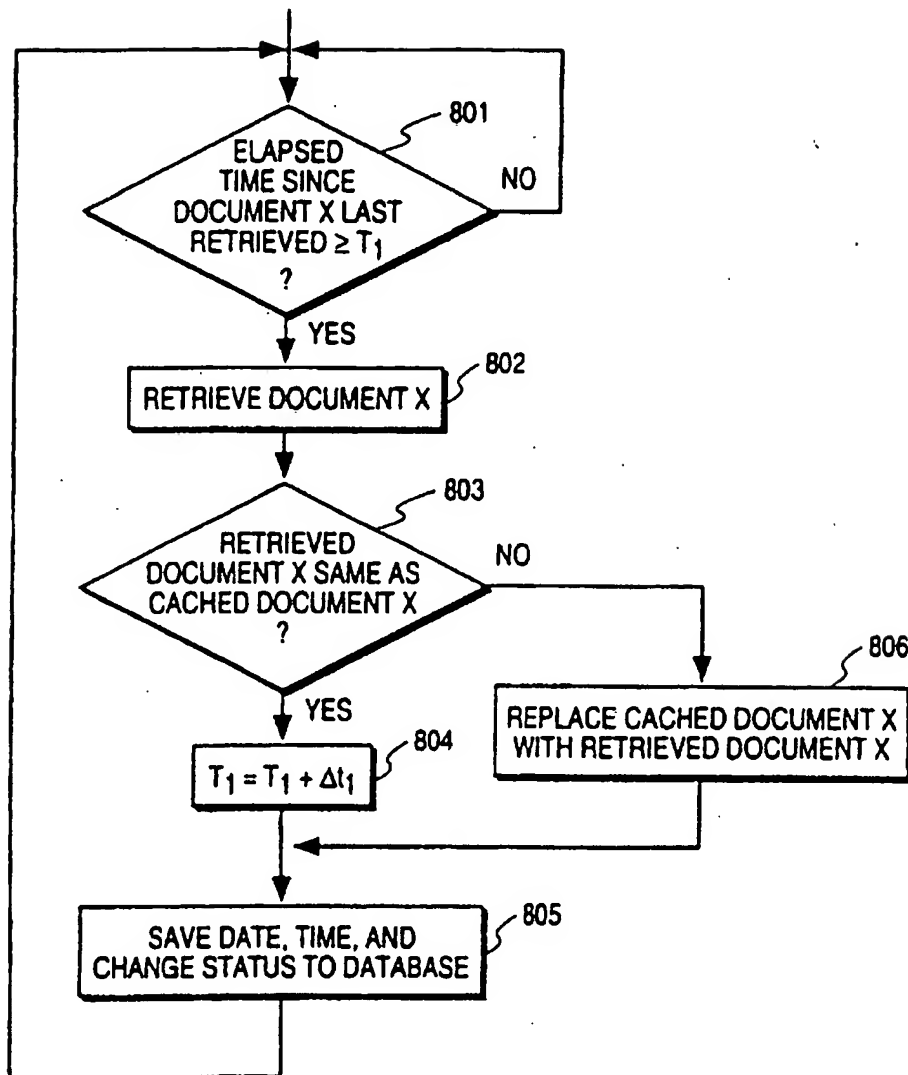 801
ELAPSED
TIME SINCE
DOCUMENT X LAST
RETRIEVED ≥ T₁
?
NO
YES
802
RETRIEVE DOCUMENT X
803
RETRIEVED
DOCUMENT X SAME AS
CACHED DOCUMENT X
?
NO
YES
806
REPLACE CACHED DOCUMENT X
WITH RETRIEVED DOCUMENT X
804
T₁ = T₁ + Δt₁
805
SAVE DATE, TIME, AND
CHANGE STATUS TO DATABASE